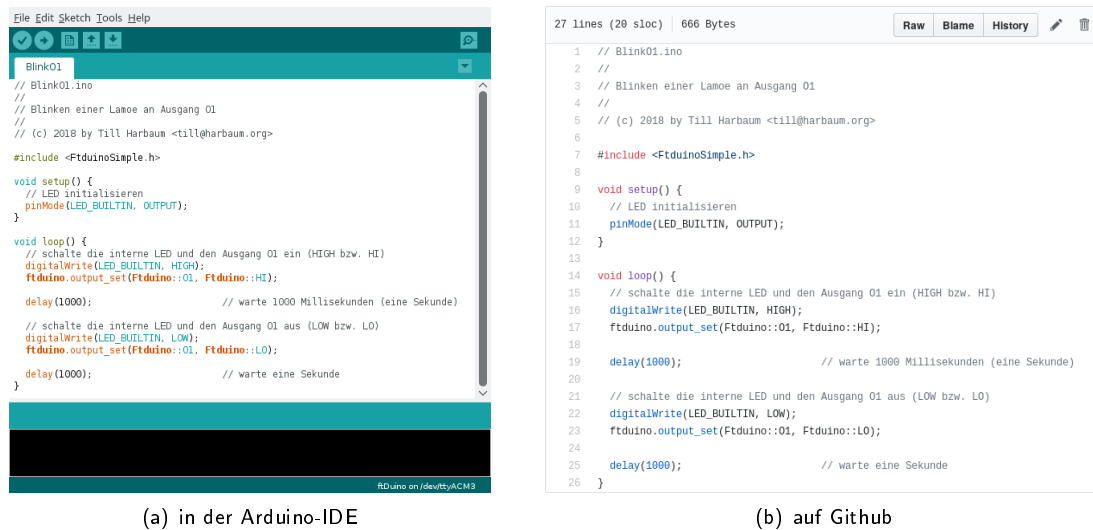 File Edit Sketch Tools Help
Blink01
// Blink01.ino
//
// Blinken einer Lamoe an Ausgang O1
//
// (c) 2018 by Till Harbaum <till@harbaum.org>
#include <FtduinoSimple.h>
void setup() {
// LED initialisieren
pinMode(LED_BUILTIN, OUTPUT);
}
void loop() {
// schalte die interne LED und den Ausgang O1 ein (HIGH bzw. HI)
digitalWrite(LED_BUILTIN, HIGH);
ftduino.output_set(Ftduino::O1, Ftduino::HI);
delay(1000); // warte 1000 Millisekunden (eine Sekunde)
// schalte die interne LED und den Ausgang O1 aus (LOW bzw. LO)
digitalWrite(LED_BUILTIN, LOW);
ftduino.output_set(Ftduino::O1, Ftduino::LO);
delay(1000); // warte eine Sekunde
}
ftDuino on /dev/ttyACM3
(a) in der Arduino-IDE
27 lines (20 sloc) 666 Bytes Raw Blame History
1 // Blink01.ino
2 //
3 // Blinken einer Lamoe an Ausgang O1
4 //
5 // (c) 2018 by Till Harbaum <till@harbaum.org>
6
7 #include <FtduinoSimple.h>
8
9 void setup() {
10 // LED initialisieren
11 pinMode(LED_BUILTIN, OUTPUT);
12 }
13
14 void loop() {
15 // schalte die interne LED und den Ausgang O1 ein (HIGH bzw. HI)
16 digitalWrite(LED_BUILTIN, HIGH);
17 ftduino.output_set(Ftduino::O1, Ftduino::HI);
18
19 delay(1000); // warte 1000 Millisekunden (eine Sekunde)
20
21 // schalte die interne LED und den Ausgang O1 aus (LOW bzw. LO)
22 digitalWrite(LED_BUILTIN, LOW);
23 ftduino.output_set(Ftduino::O1, Ftduino::LO);
24
25 delay(1000); // warte eine Sekunde
26 }
(b) auf Github